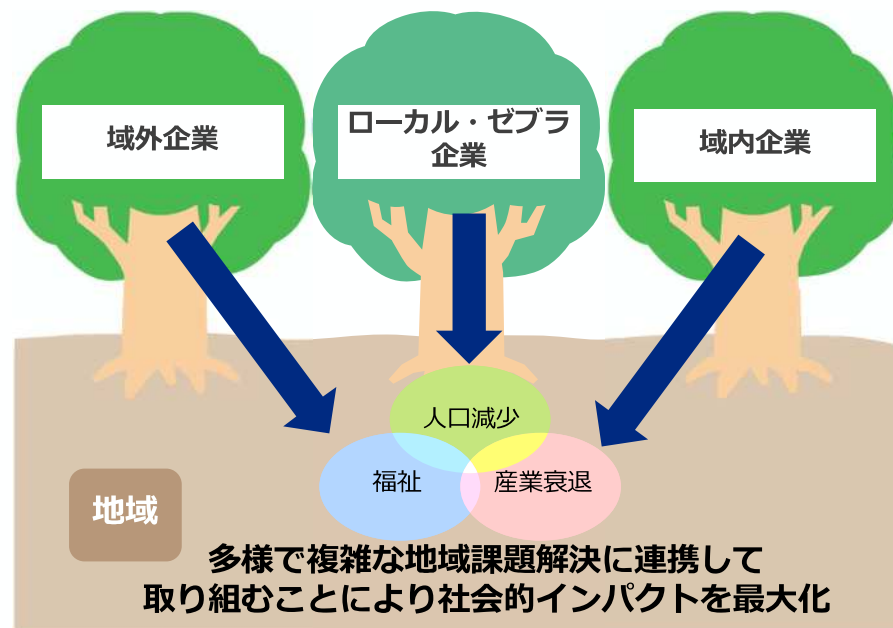 域外企業
ローカル・ゼブラ
企業
域内企業
人口減少
福祉
産業衰退
地域
多様で複雑な地域課題解決に連携して
取り組むことにより社会的インパクトを最大化